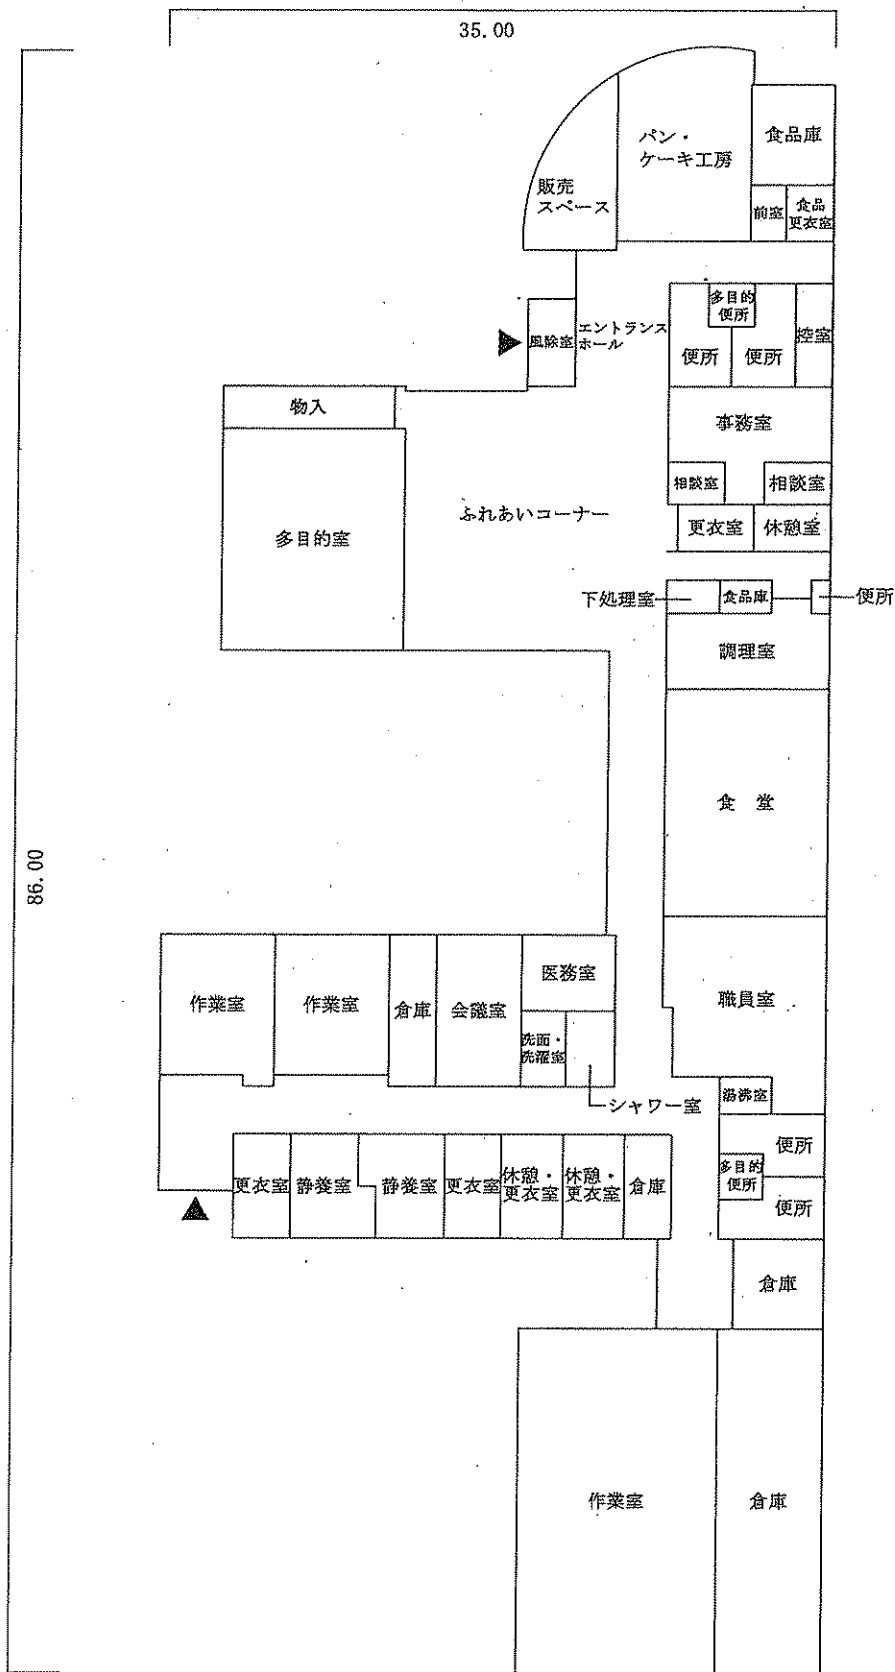 35.00
86.00
パン・
ケーキ工房
食品庫
販売
スペース
前室
食品
更衣室
多目的
便所
風除室
エントランス
ホール
便所
便所
控室
物入
事務室
相談室
相談室
ふれあいコーナー
多目的室
更衣室
休憩室
下処理室
食品庫
便所
調理室
食 堂
作業室
作業室
倉庫
会議室
医務室
職員室
洗面・
洗濯室
シャワー室
湯沸室
便所
多目的
便所
便所
更衣室
静養室
静養室
更衣室
休憩・
更衣室
休憩・
更衣室
倉庫
倉庫
作業室
倉庫